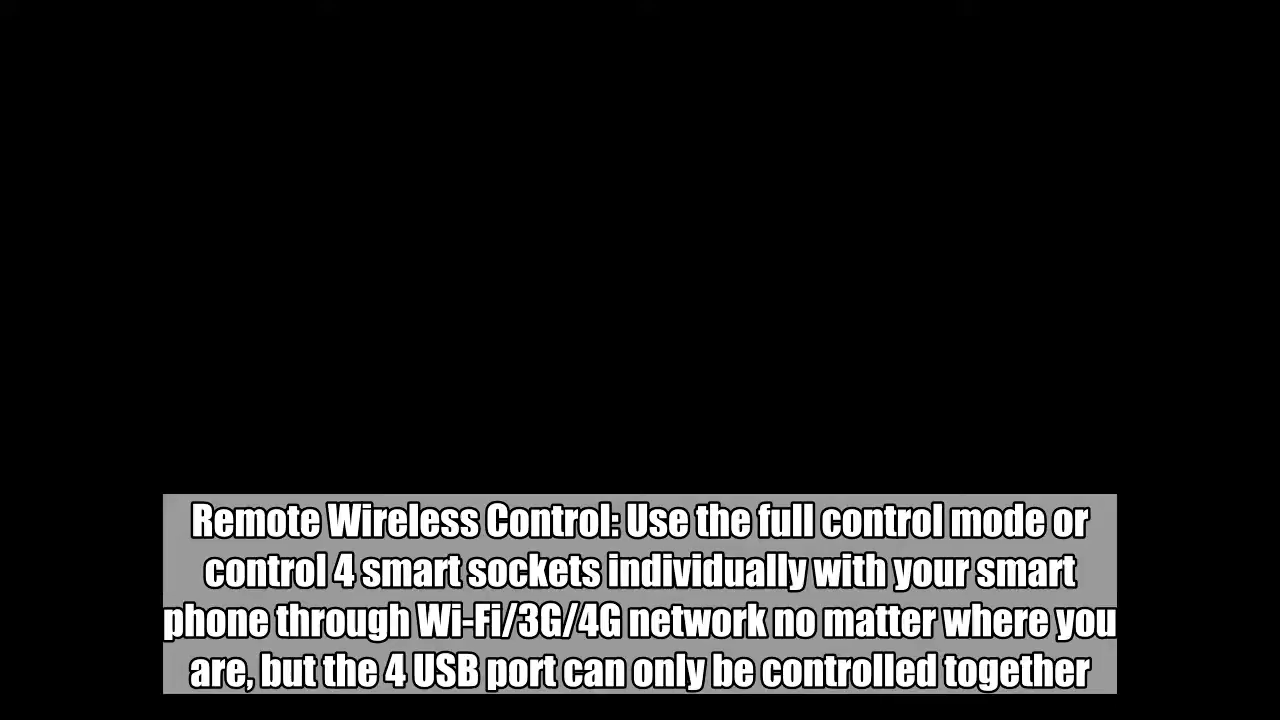 Remote Wireless Control: Use the full control mode or
control 4 smart sockets individually with your smart
phone through Wi-Fi/3G/4G network no matter where you
are, but the 4 USB port can only be controlled together